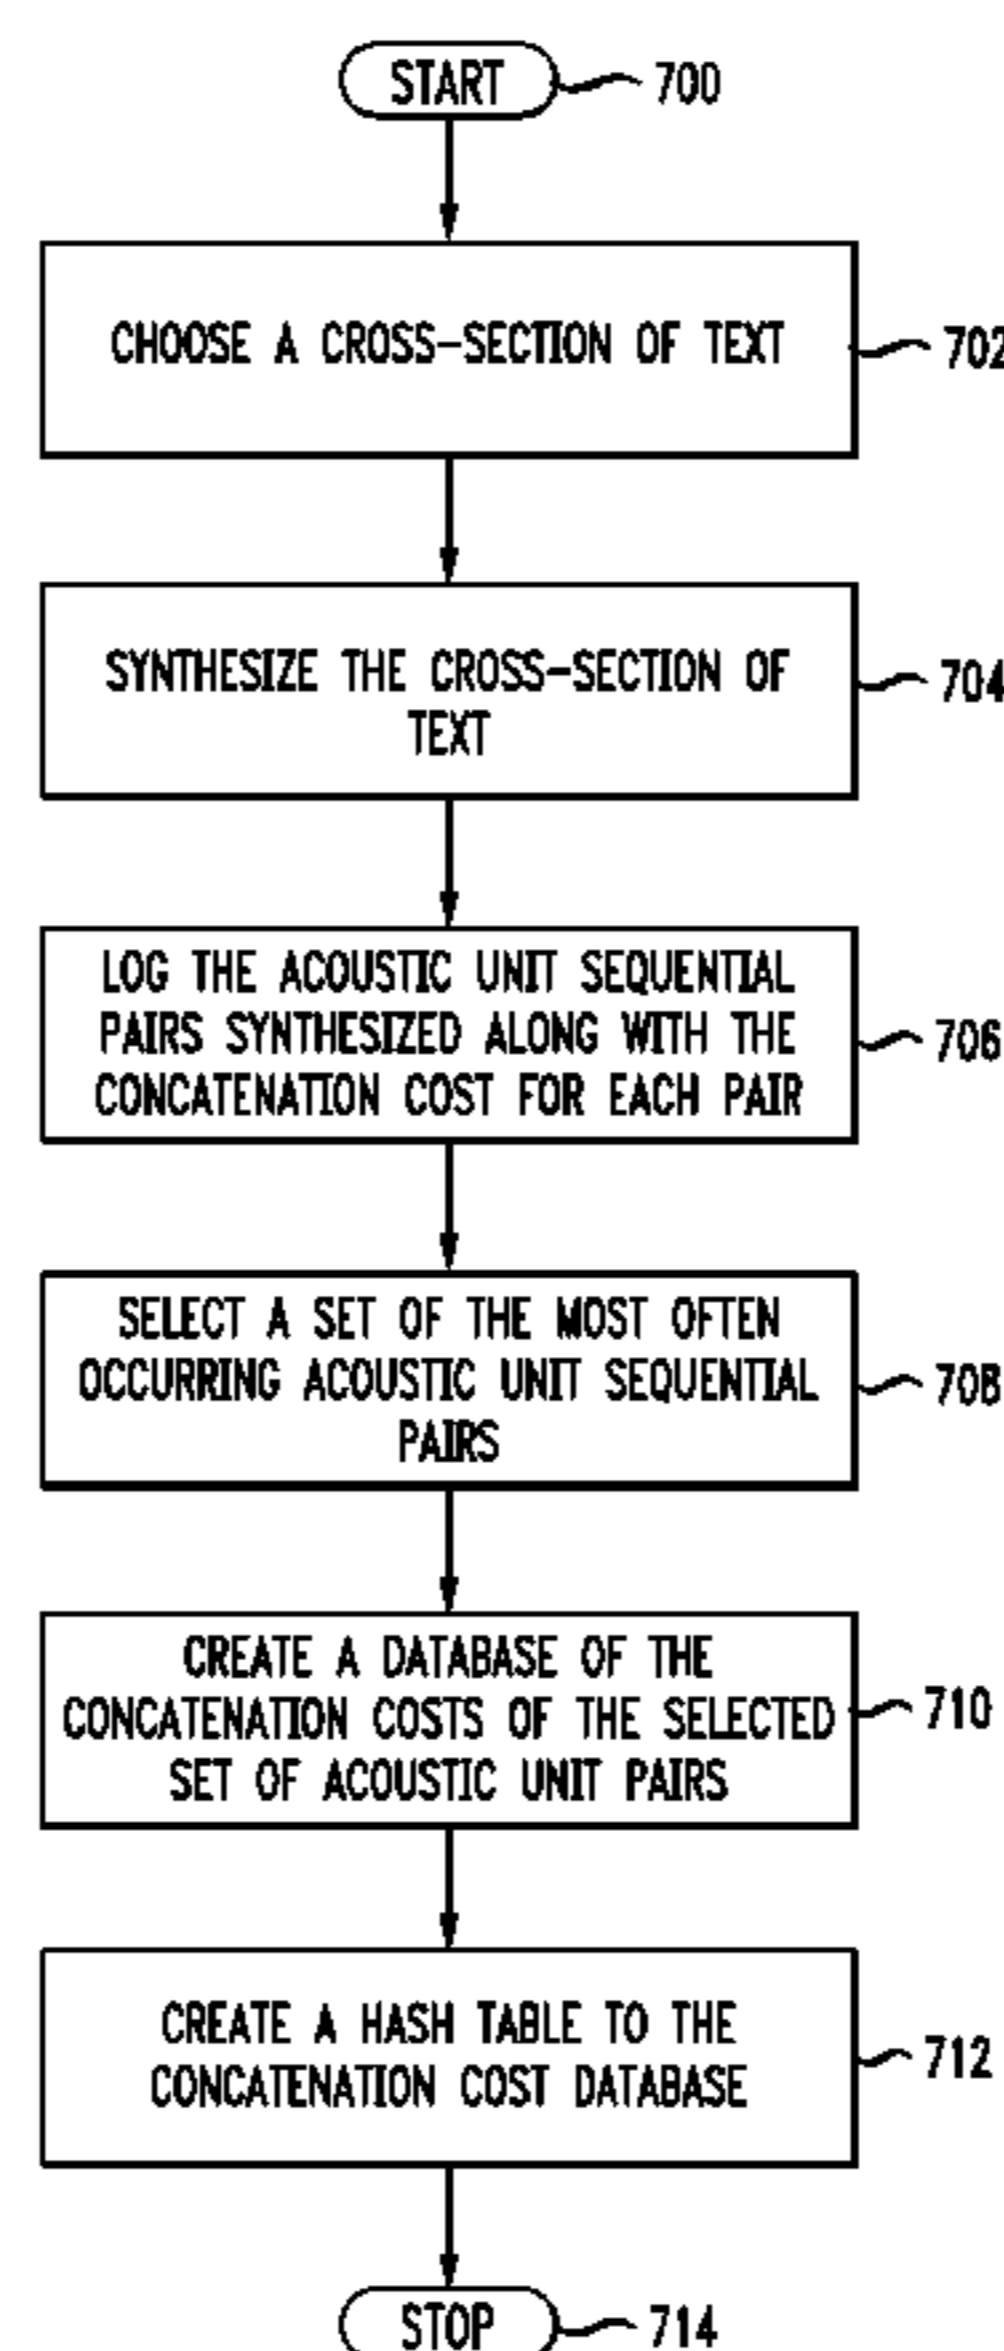 START
700
CHOOSE A CROSS-SECTION OF TEXT
702
SYNTHESIZE THE CROSS-SECTION OF
TEXT
704
LOG THE ACOUSTIC UNIT SEQUENTIAL
PAIRS SYNTHESIZED ALONG WITH THE
CONCATENATION COST FOR EACH PAIR
706
SELECT A SET OF THE MOST OFTEN
OCCURRING ACOUSTIC UNIT SEQUENTIAL
PAIRS
708
CREATE A DATABASE OF THE
CONCATENATION COSTS OF THE SELECTED
SET OF ACOUSTIC UNIT PAIRS
710
CREATE A HASH TABLE TO THE
CONCATENATION COST DATABASE
712
STOP
714